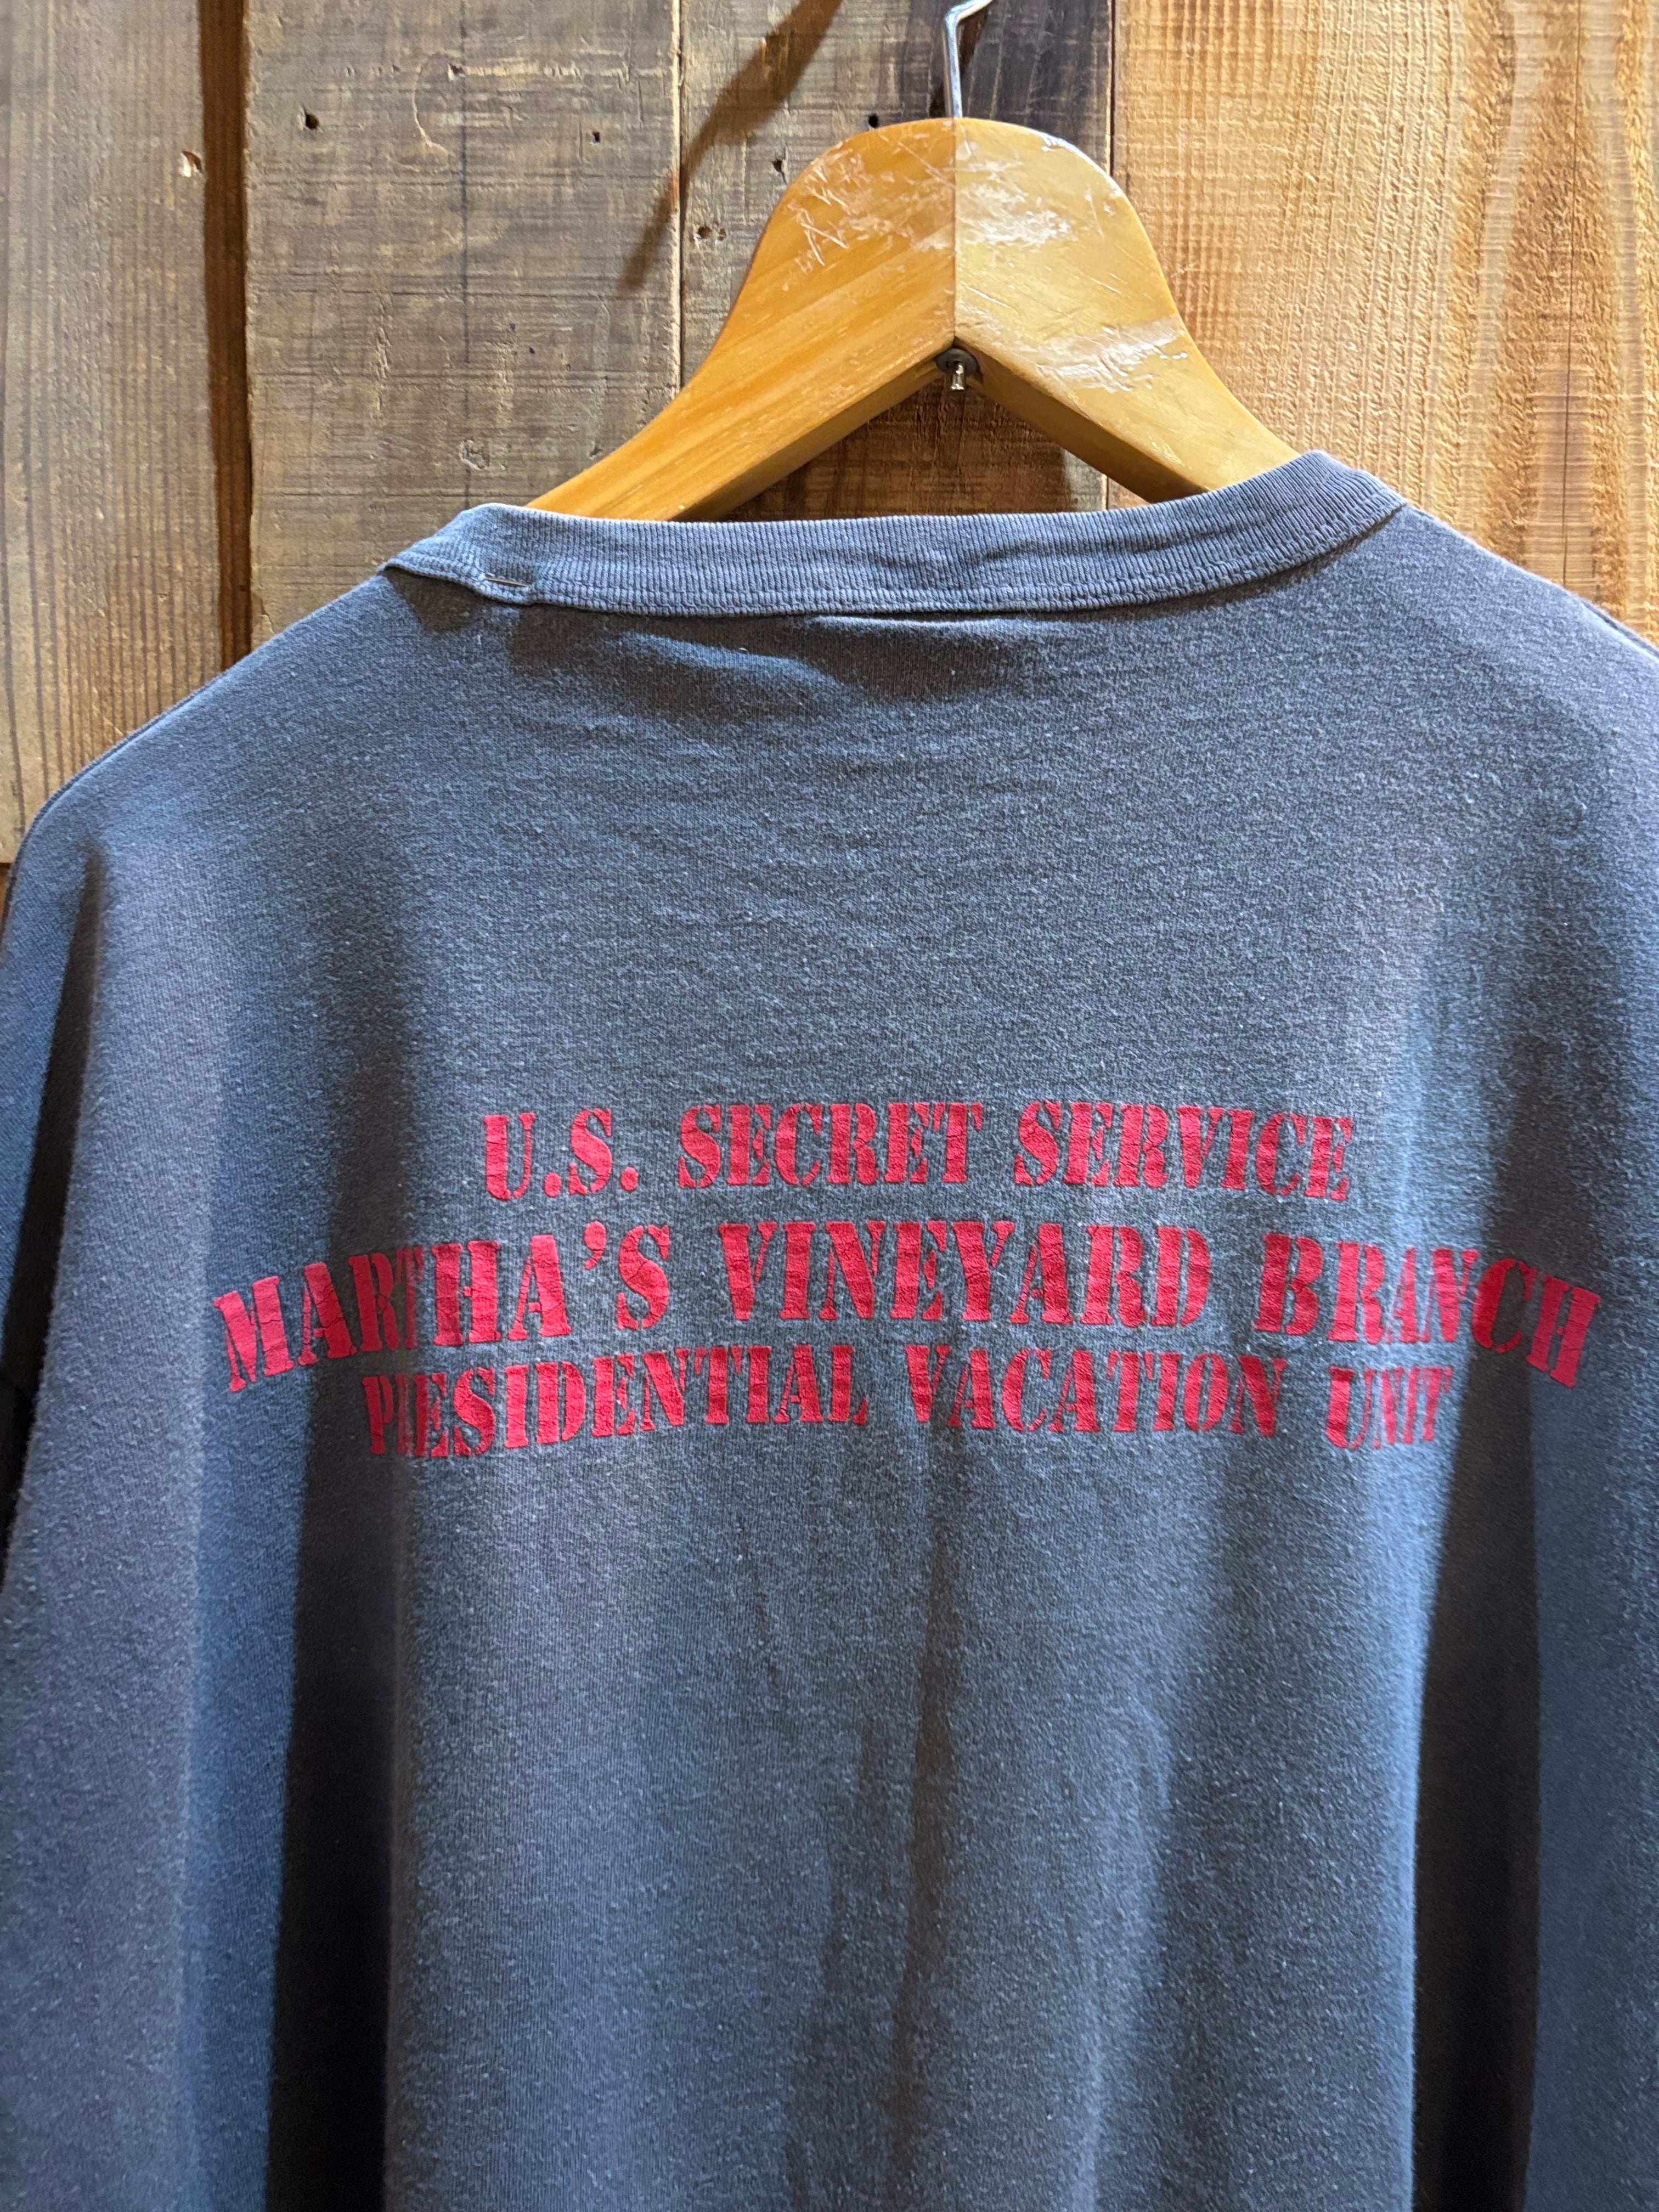 U.S. SECRET SERVICE
MARTHA'S VINEYARD BRANCH
PRESIDENTIAL VACATION UNIT